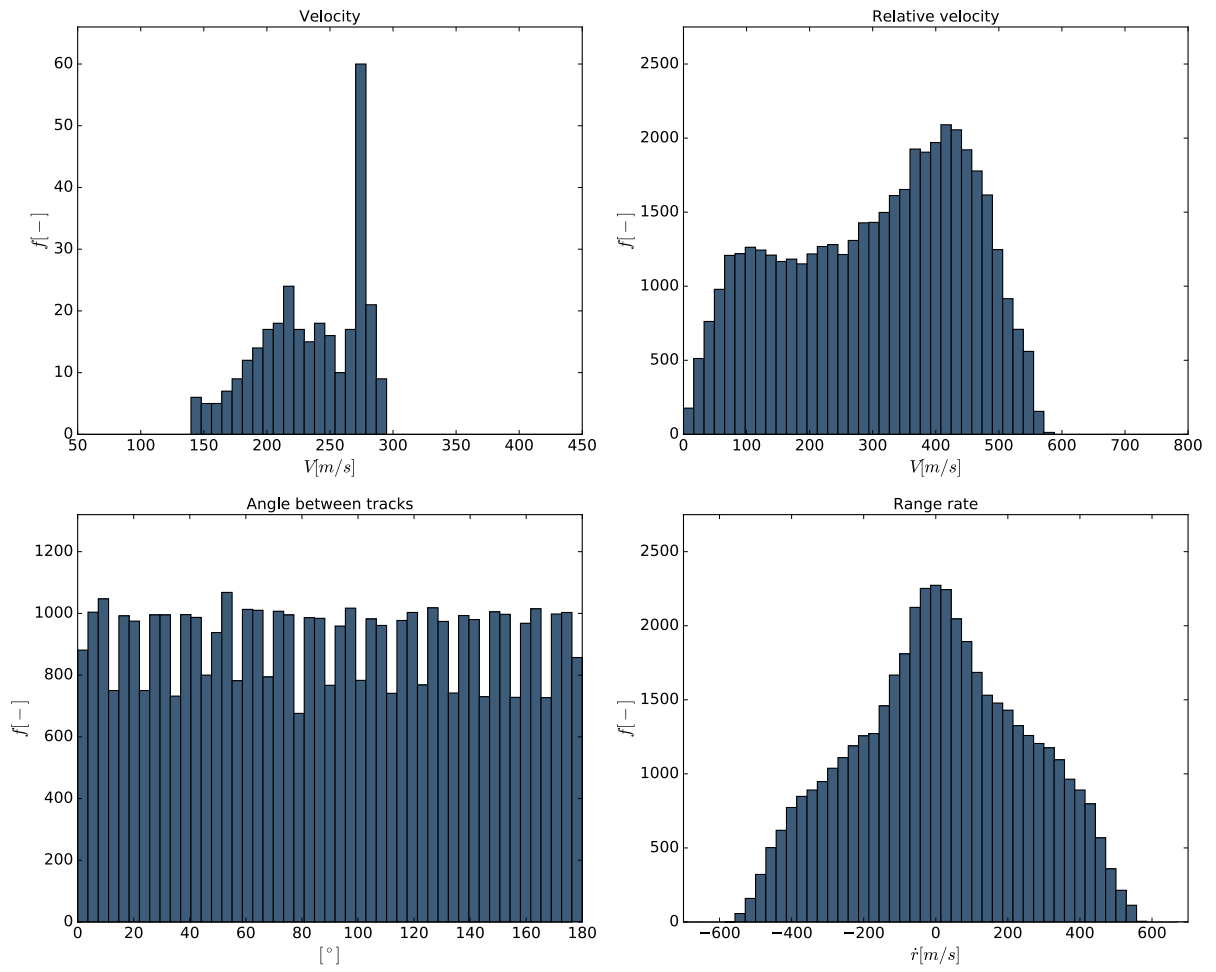 Velocity
60
50
40
30
20
10
0
f[−]
50 100 150 200 250 300 350 400 450
V[m/s]
Relative velocity
2500
2000
1500
1000
500
0
f[−]
0 100 200 300 400 500 600 700 800
V[m/s]
Angle between tracks
1200
1000
800
600
400
200
0
f[−]
0 20 40 60 80 100 120 140 160 180
[°]
Range rate
2500
2000
1500
1000
500
0
f[−]
−600 −400 −200 0 200 400 600
ṙ[m/s]